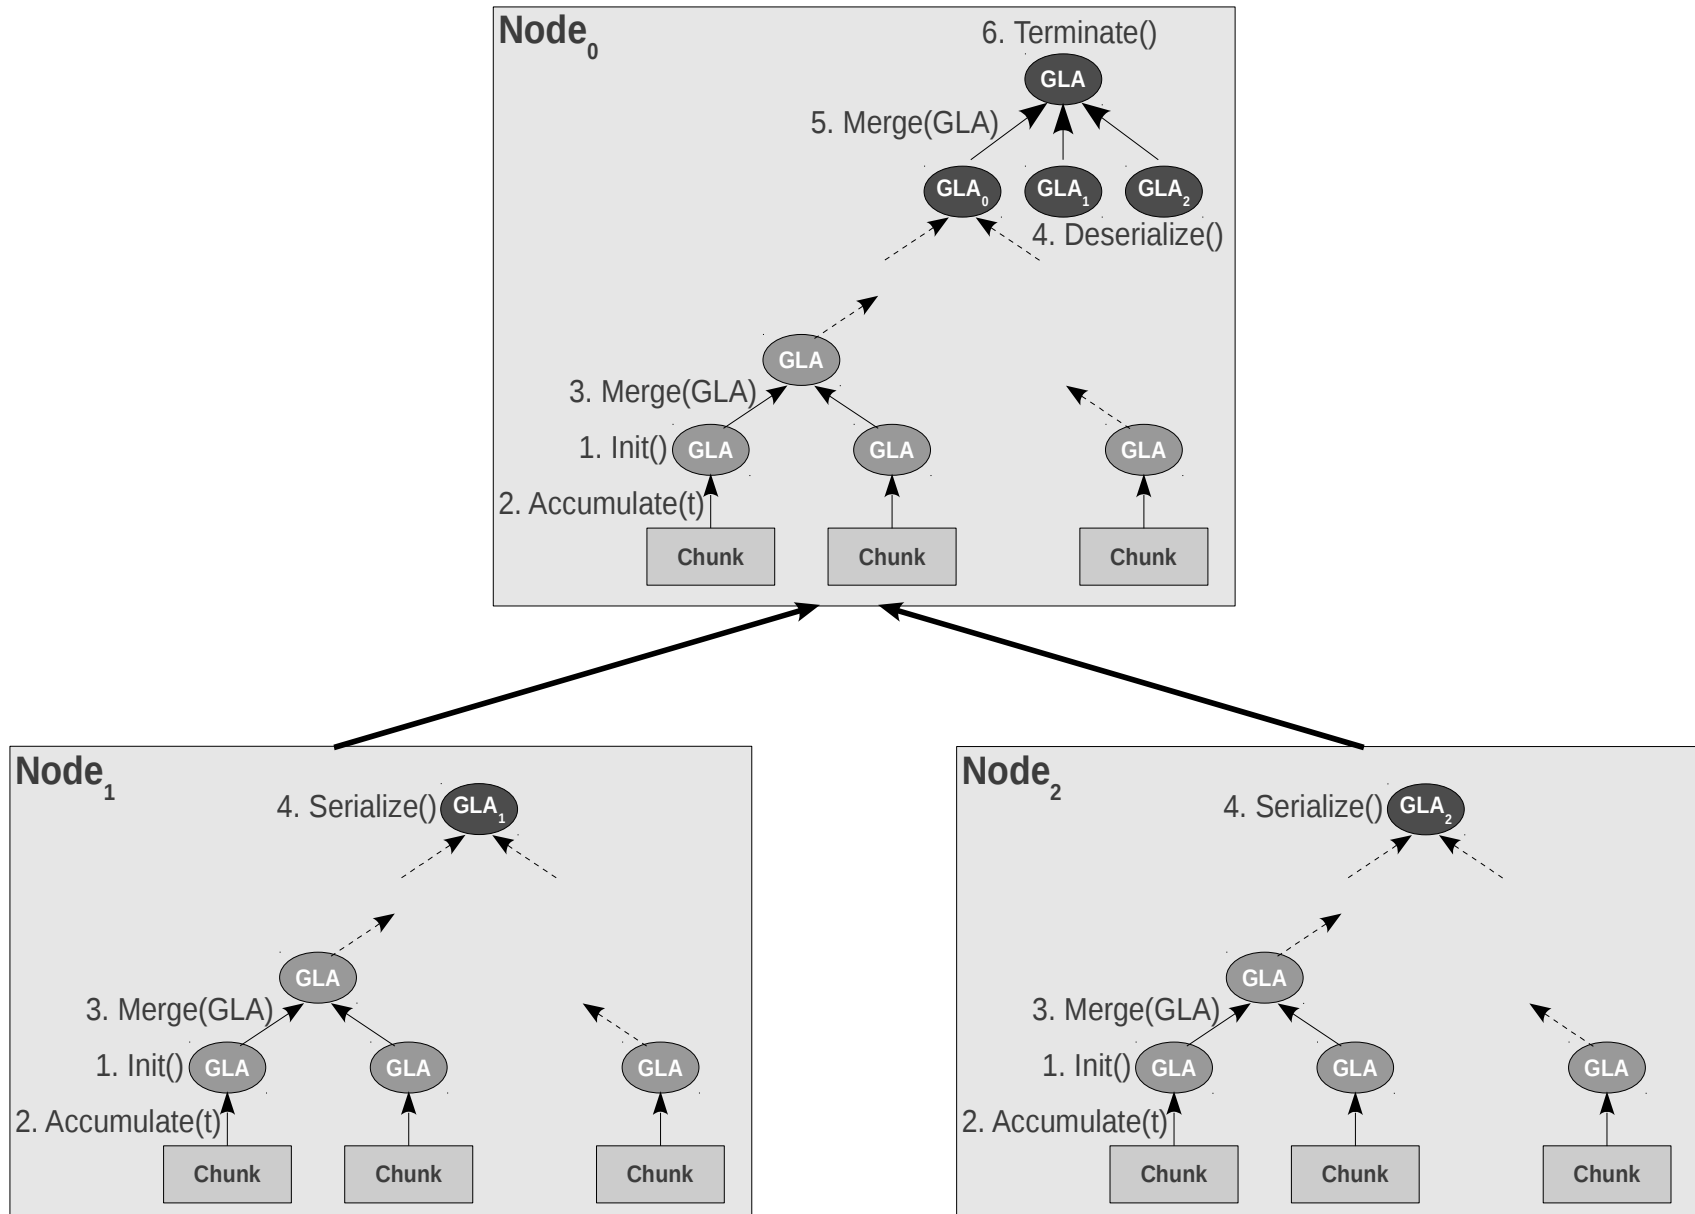 Node0
6. Terminate()
GLA
5. Merge(GLA)
GLA0 GLA1 GLA2
4. Deserialize()
GLA
3. Merge(GLA)
1. Init() GLA GLA GLA
2. Accumulate(t)
Chunk Chunk Chunk
Node1
4. Serialize() GLA1
GLA
3. Merge(GLA)
1. Init() GLA GLA GLA
2. Accumulate(t)
Chunk Chunk Chunk
Node2
4. Serialize() GLA2
GLA
3. Merge(GLA)
1. Init() GLA GLA GLA
2. Accumulate(t)
Chunk Chunk Chunk